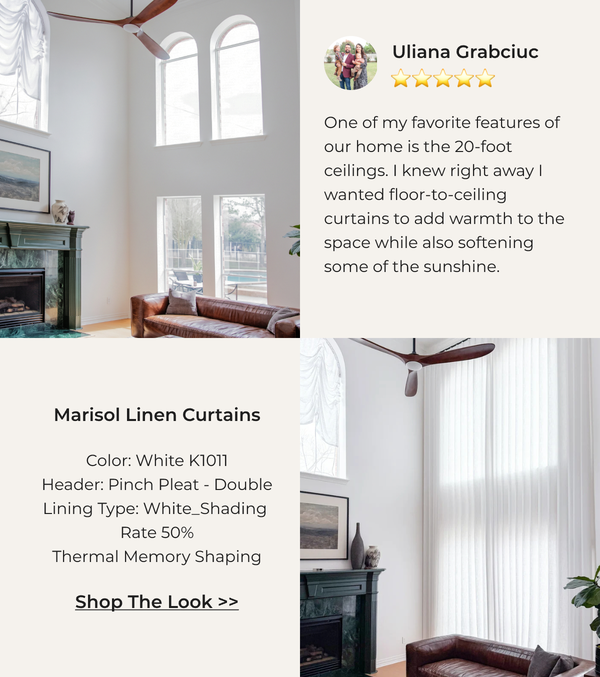 Uliana Grabciuc
One of my favorite features of
our home is the 20-foot
ceilings. I knew right away I
wanted floor-to-ceiling
curtains to add warmth to the
space while also softening
some of the sunshine.
Marisol Linen Curtains
Color: White K1011
Header: Pinch Pleat - Double
Lining Type: White_Shading
Rate 50%
Thermal Memory Shaping
Shop The Look >>